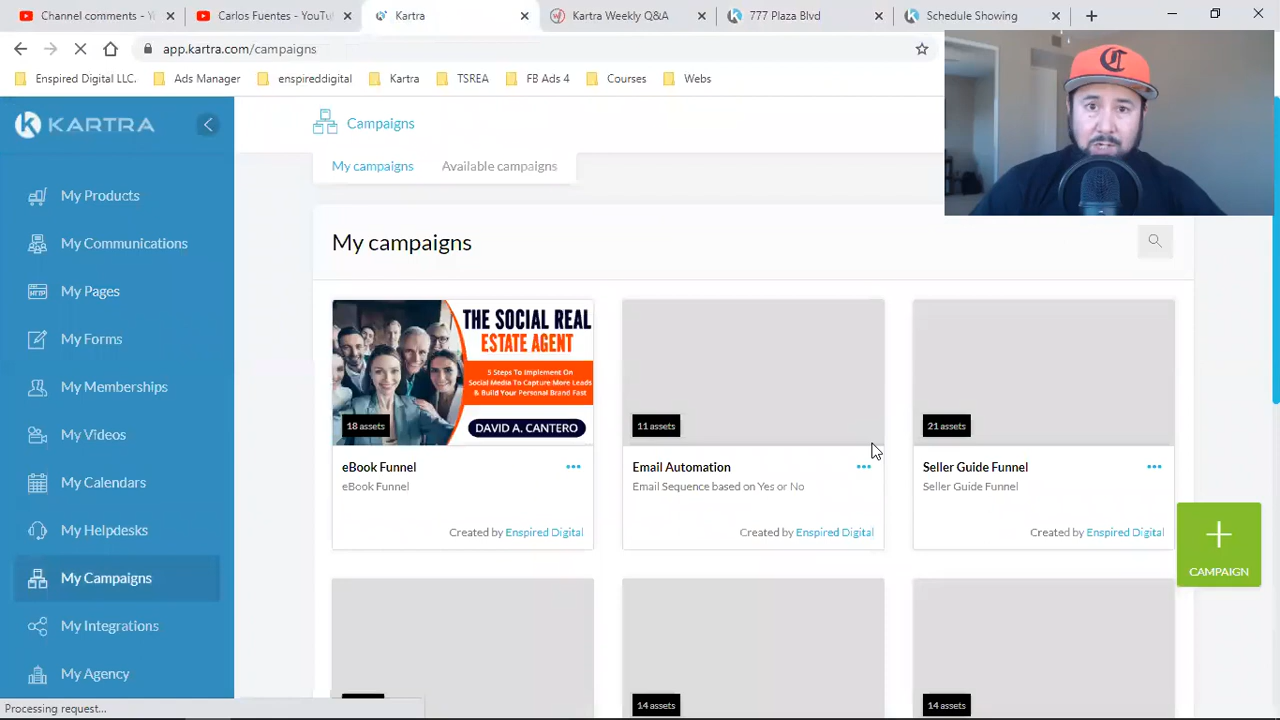 Channel comments - Y
Carlos Fuentes - YouTu
Kartra
Kartra Weekly Q&A
777 Plaza Blvd
Schedule Showing
app.kartra.com/campaigns
Enspired Digital LLC.
Ads Manager
enspireddigital
Kartra
TSREA
FB Ads 4
Courses
Webs
KARTRA
Campaigns
My campaigns
Available campaigns
My Products
My Communications
My Pages
My Forms
My Memberships
My Videos
My Calendars
My Helpdesks
My Campaigns
My Integrations
My Agency
Processing request...
My campaigns
THE SOCIAL REAL
ESTATE AGENT
5 Steps To Implement On
Social Media To Capture More Leads
& Build Your Personal Brand Fast
DAVID A. CANTERO
18 assets
eBook Funnel
eBook Funnel
Created by Enspired Digital
11 assets
Email Automation
Email Sequence based on Yes or No
Created by Enspired Digital
21 assets
Seller Guide Funnel
Seller Guide Funnel
Created by Enspired Digital
CAMPAIGN
14 assets
14 assets